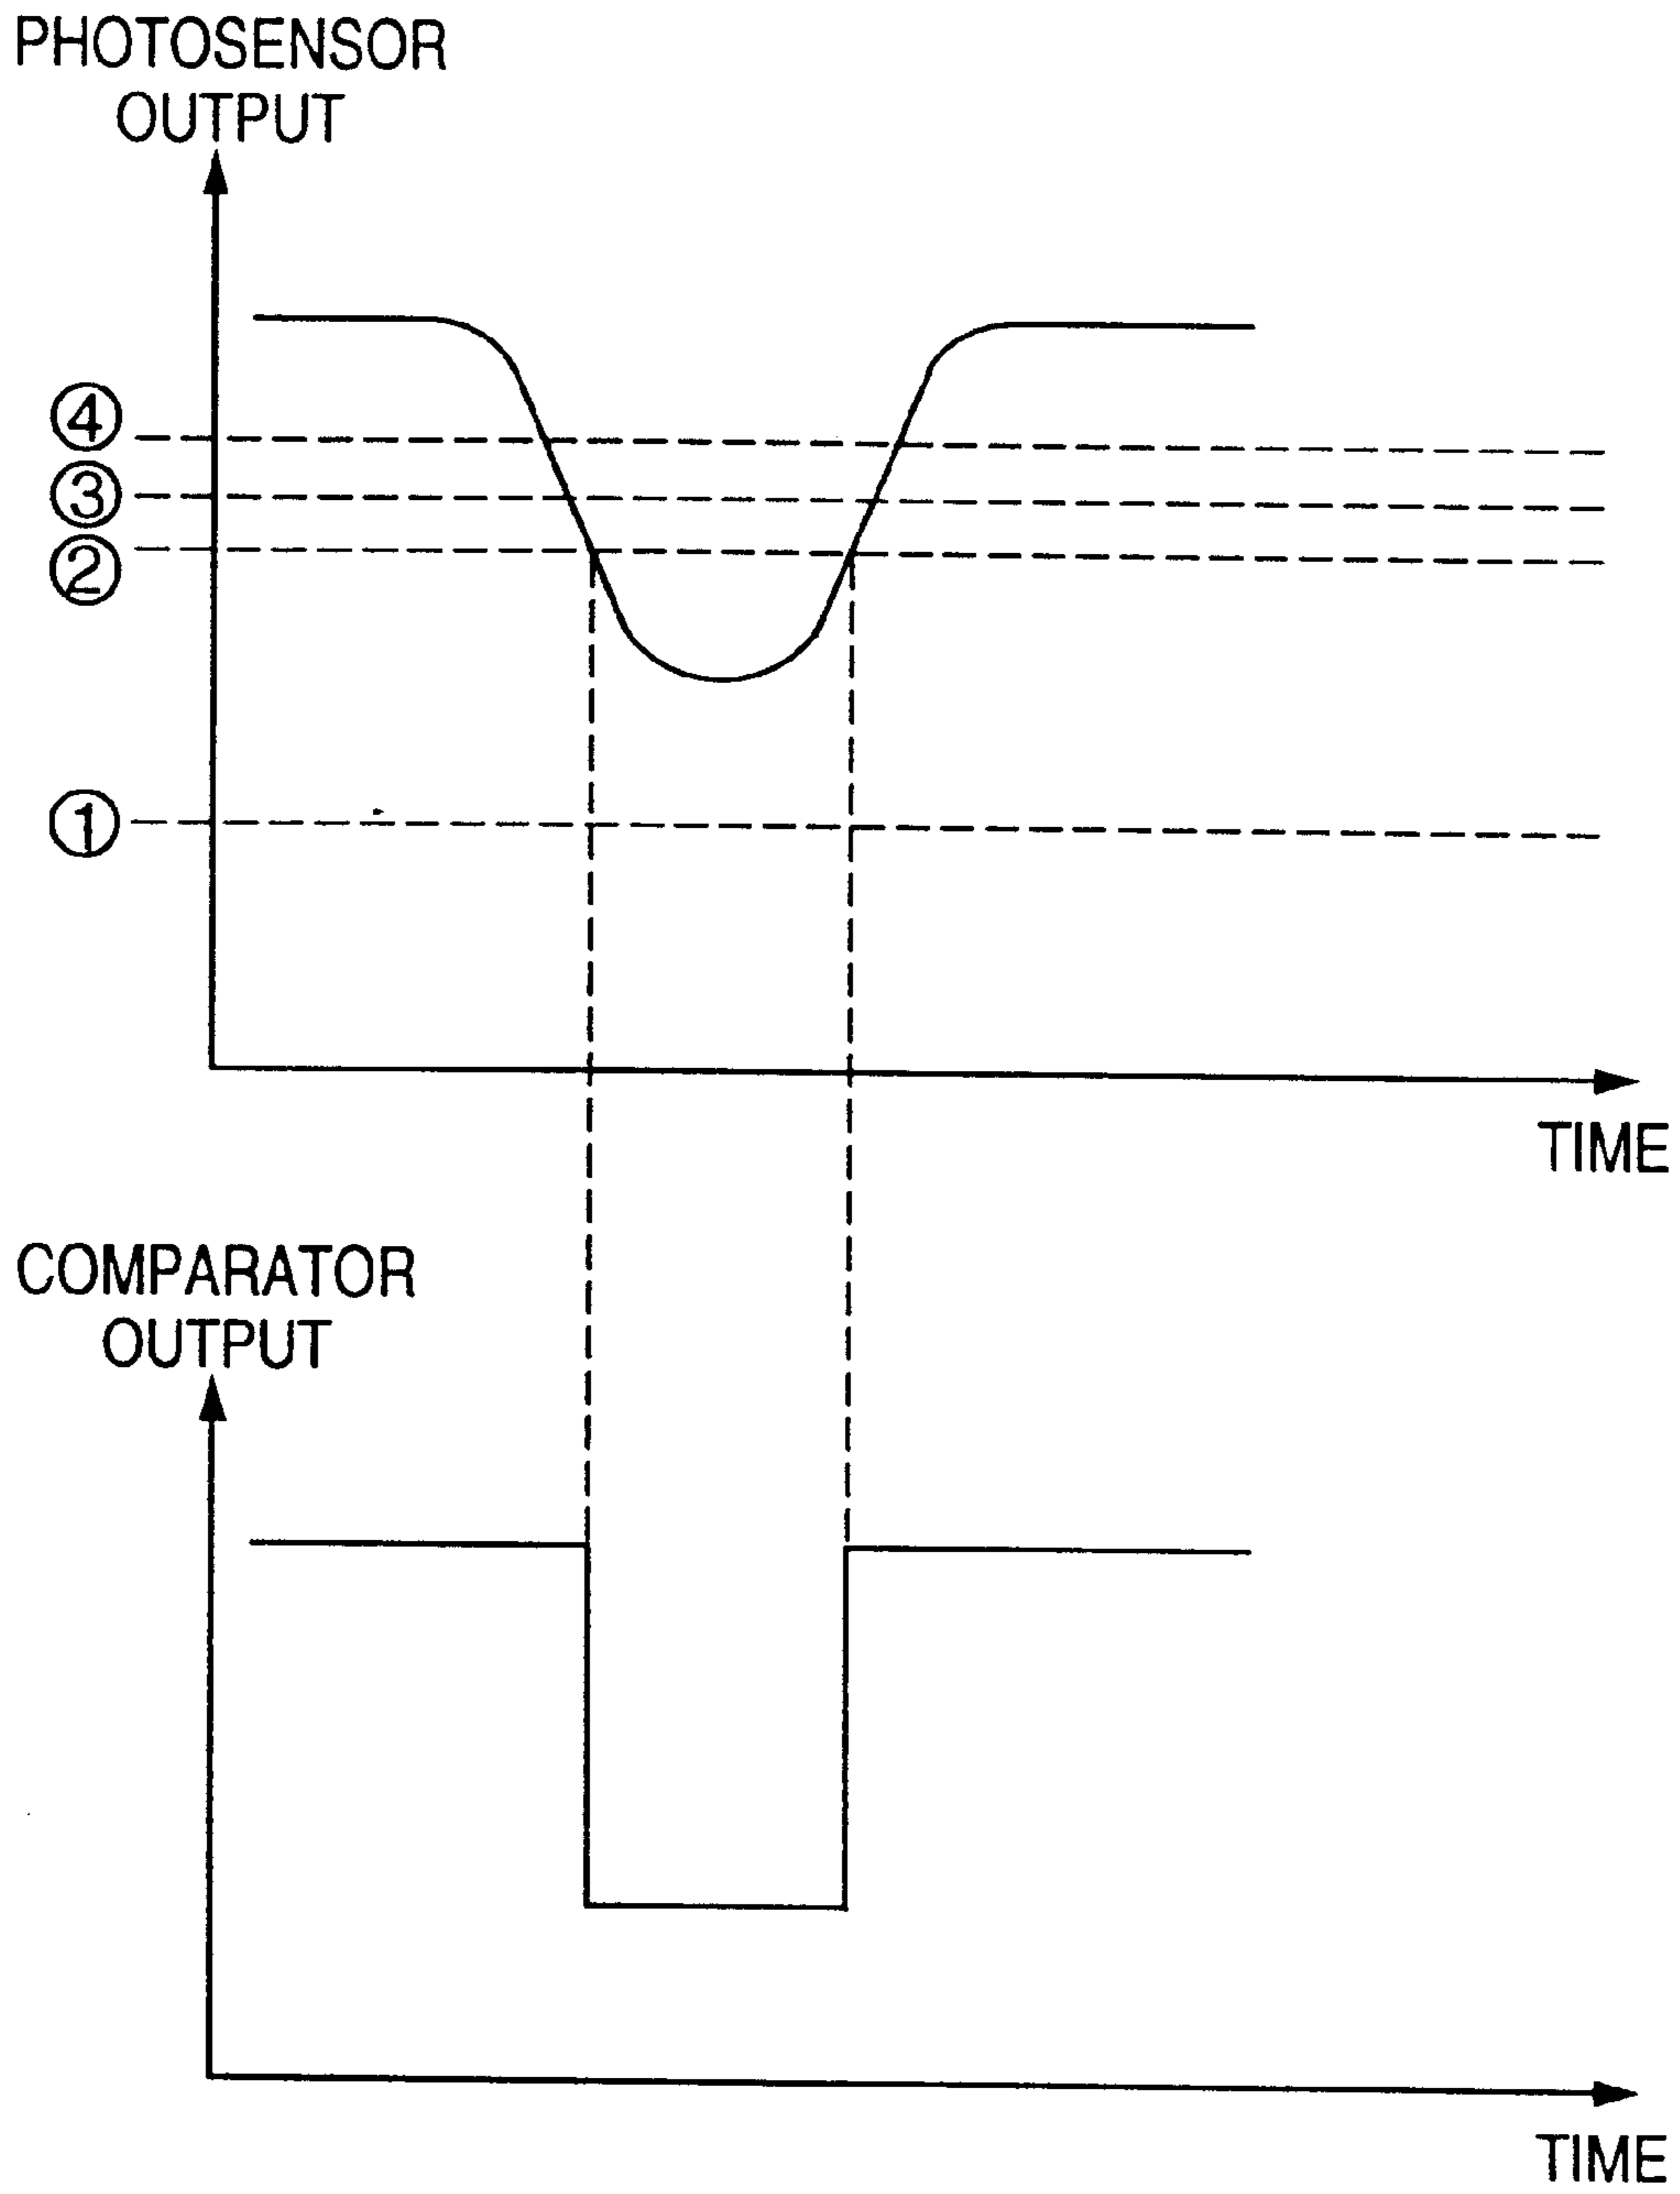 PHOTOSENSOR
OUTPUT
④
③
②
①
TIME
COMPARATOR
OUTPUT
TIME